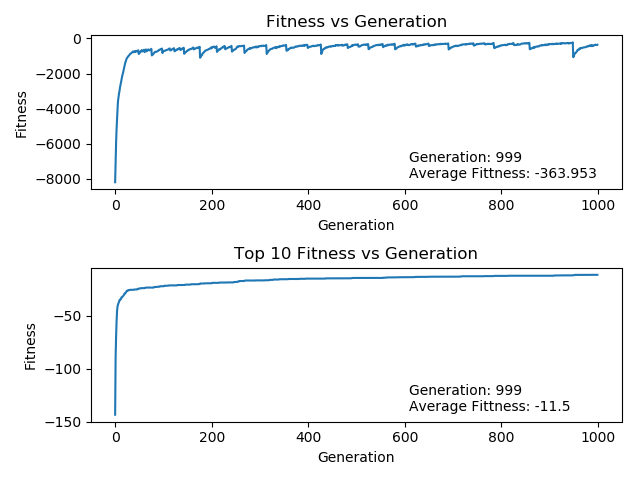 Fitness vs Generation
0
−2000
−4000
−6000
−8000
Fitness
Generation: 999
Average Fittness: -363.953
0 200 400 600 800 1000
Generation
Top 10 Fitness vs Generation
−50
−100
−150
Fitness
Generation: 999
Average Fittness: -11.5
0 200 400 600 800 1000
Generation